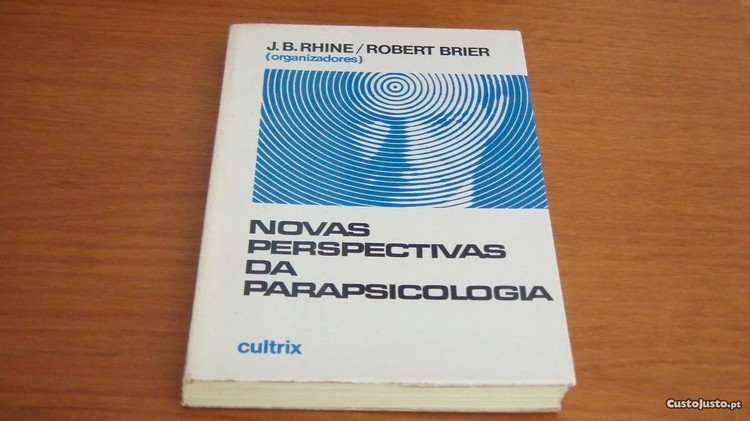 J. B. RHINE / ROBERT BRIER
(organizadores)
NOVAS
PERSPECTIVAS
DA
PARAPSICOLOGIA
cultrix
CustoJusto.pt